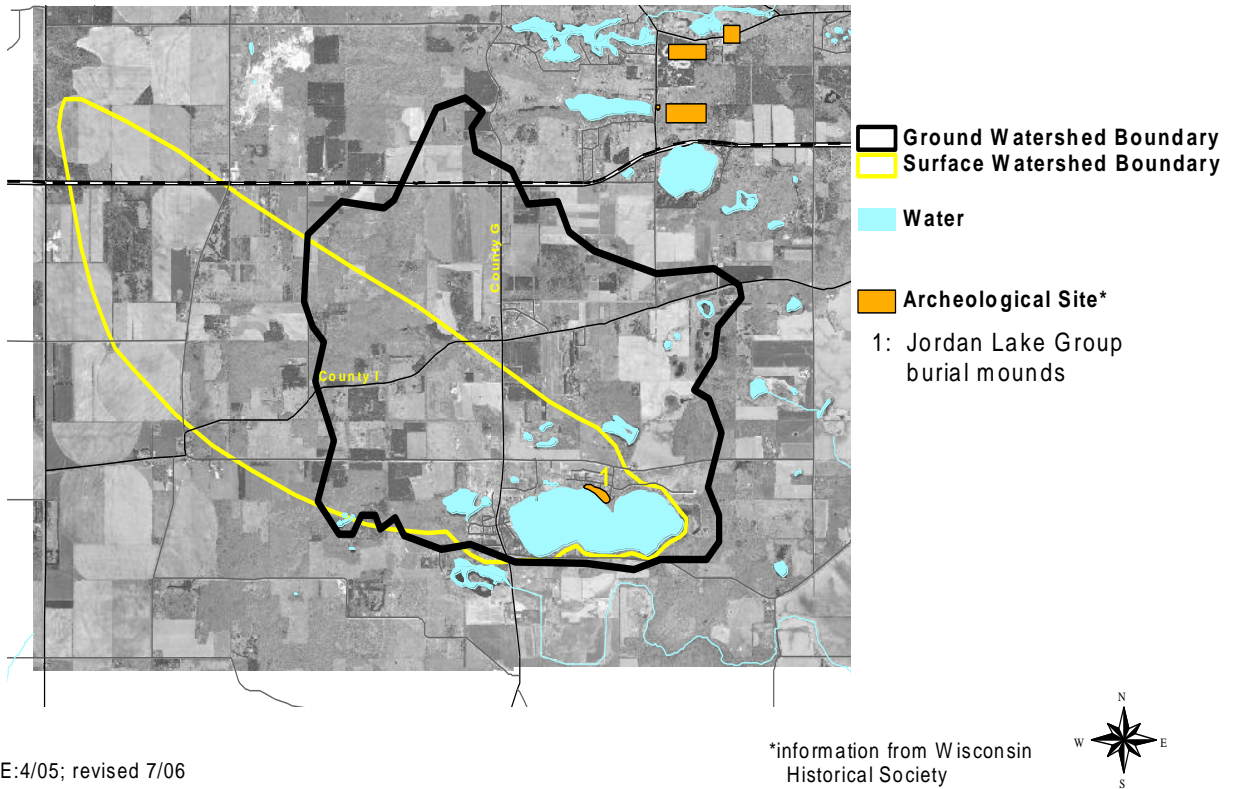 Ground Watershed Boundary
Surface Watershed Boundary
Water
Archeological Site*
1: Jordan Lake Group
burial mounds
County G
County I
1
N
W
E
S
*information from Wisconsin
Historical Society
E:4/05; revised 7/06